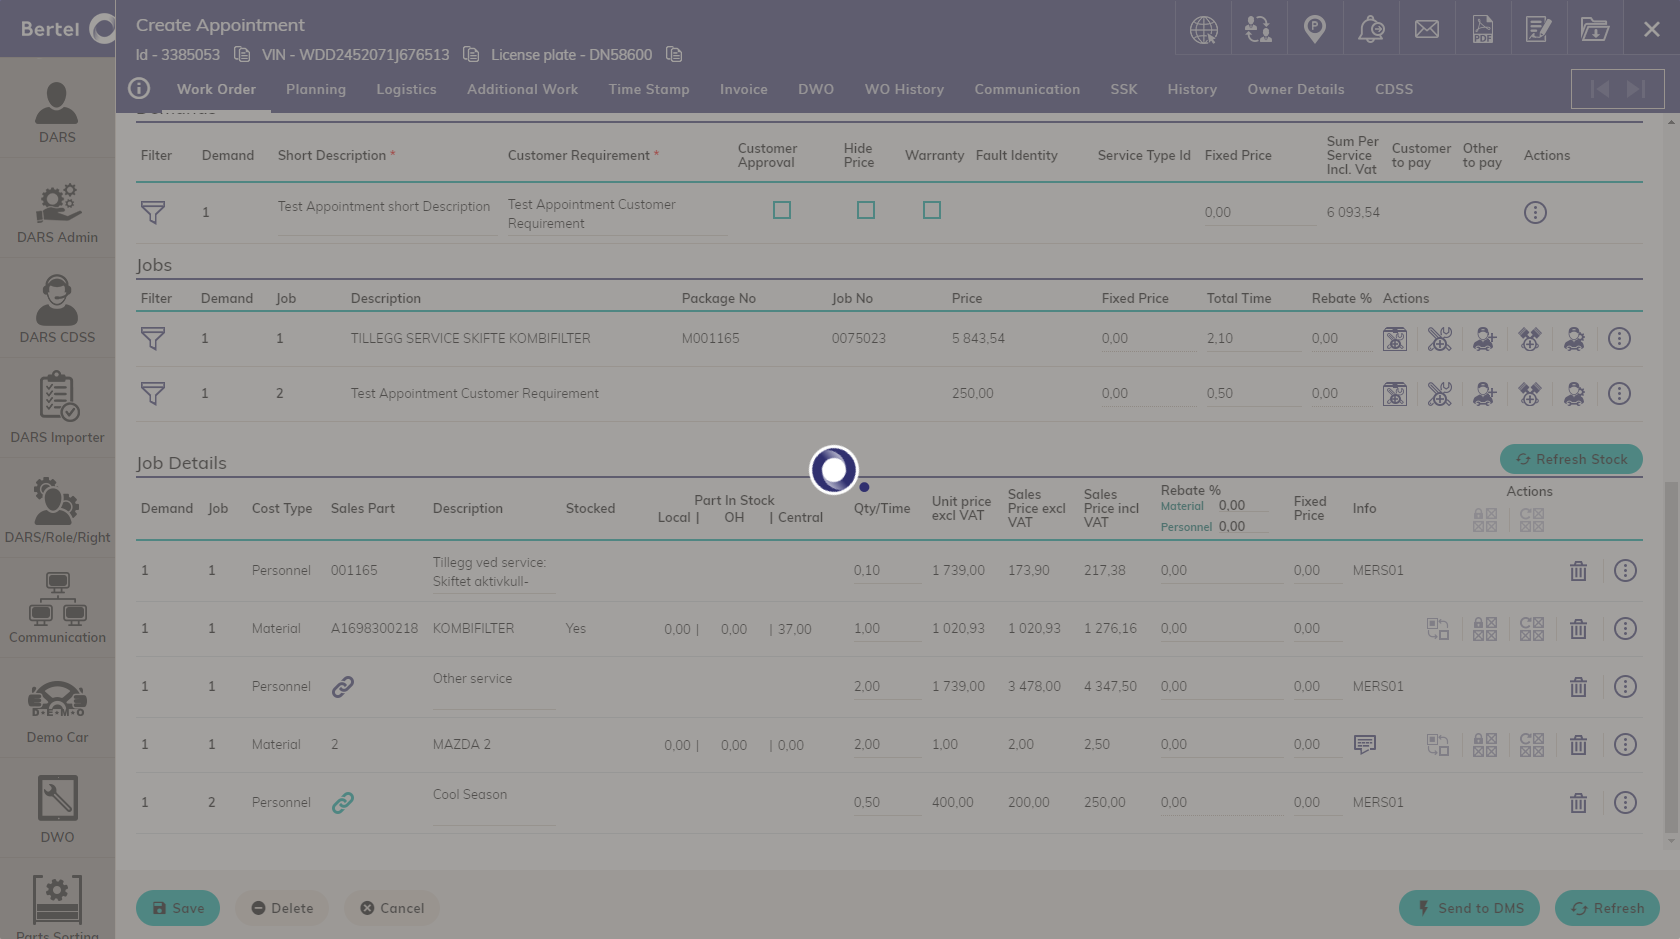 Bertel
Create Appointment
Id - 3385053 VIN - WDD2452071J676513 License plate - DN58600
PDF
Work Order Planning Logistics Additional Work Time Stamp Invoice DWO WO History Communication SSK History Owner Details CDSS
DARS
DARS Admin
DARS CDSS
DARS Importer
DARS/Role/Right
Communication
D-E-M-O
Demo Car
DWO
Parts Sorting
Demands
Filter Demand Short Description * Customer Requirement * Customer Approval Hide Price Warranty Fault Identity Service Type Id Fixed Price Sum Per Service Incl. Vat Customer to pay Other to pay Actions
1 Test Appointment short Description Test Appointment Customer Requirement 0,00 6 093,54
Jobs
Filter Demand Job Description Package No Job No Price Fixed Price Total Time Rebate % Actions
1 1 TILLEGG SERVICE SKIFTE KOMBIFILTER M001165 0075023 5 843,54 0,00 2,10 0,00
1 2 Test Appointment Customer Requirement 250,00 0,00 0,50 0,00
Job Details
Refresh Stock
Demand Job Cost Type Sales Part Description Stocked Part In Stock Local | OH | Central Qty/Time Unit price excl VAT Sales Price excl VAT Sales Price incl VAT Rebate % Material 0,00 Personnel 0,00 Fixed Price Info Actions
1 1 Personnel 001165 Tillegg ved service: Skiftet aktivkull- 0,10 1 739,00 173,90 217,38 0,00 0,00 MERS01
1 1 Material A1698300218 KOMBIFILTER Yes 0,00 | 0,00 | 37,00 1,00 1 020,93 1 020,93 1 276,16 0,00 0,00
1 1 Personnel Other service 2,00 1 739,00 3 478,00 4 347,50 0,00 0,00 MERS01
1 1 Material 2 MAZDA 2 0,00 | 0,00 | 0,00 2,00 1,00 2,00 2,50 0,00 0,00
1 2 Personnel Cool Season 0,50 400,00 200,00 250,00 0,00 0,00 MERS01
Save Delete Cancel Send to DMS Refresh